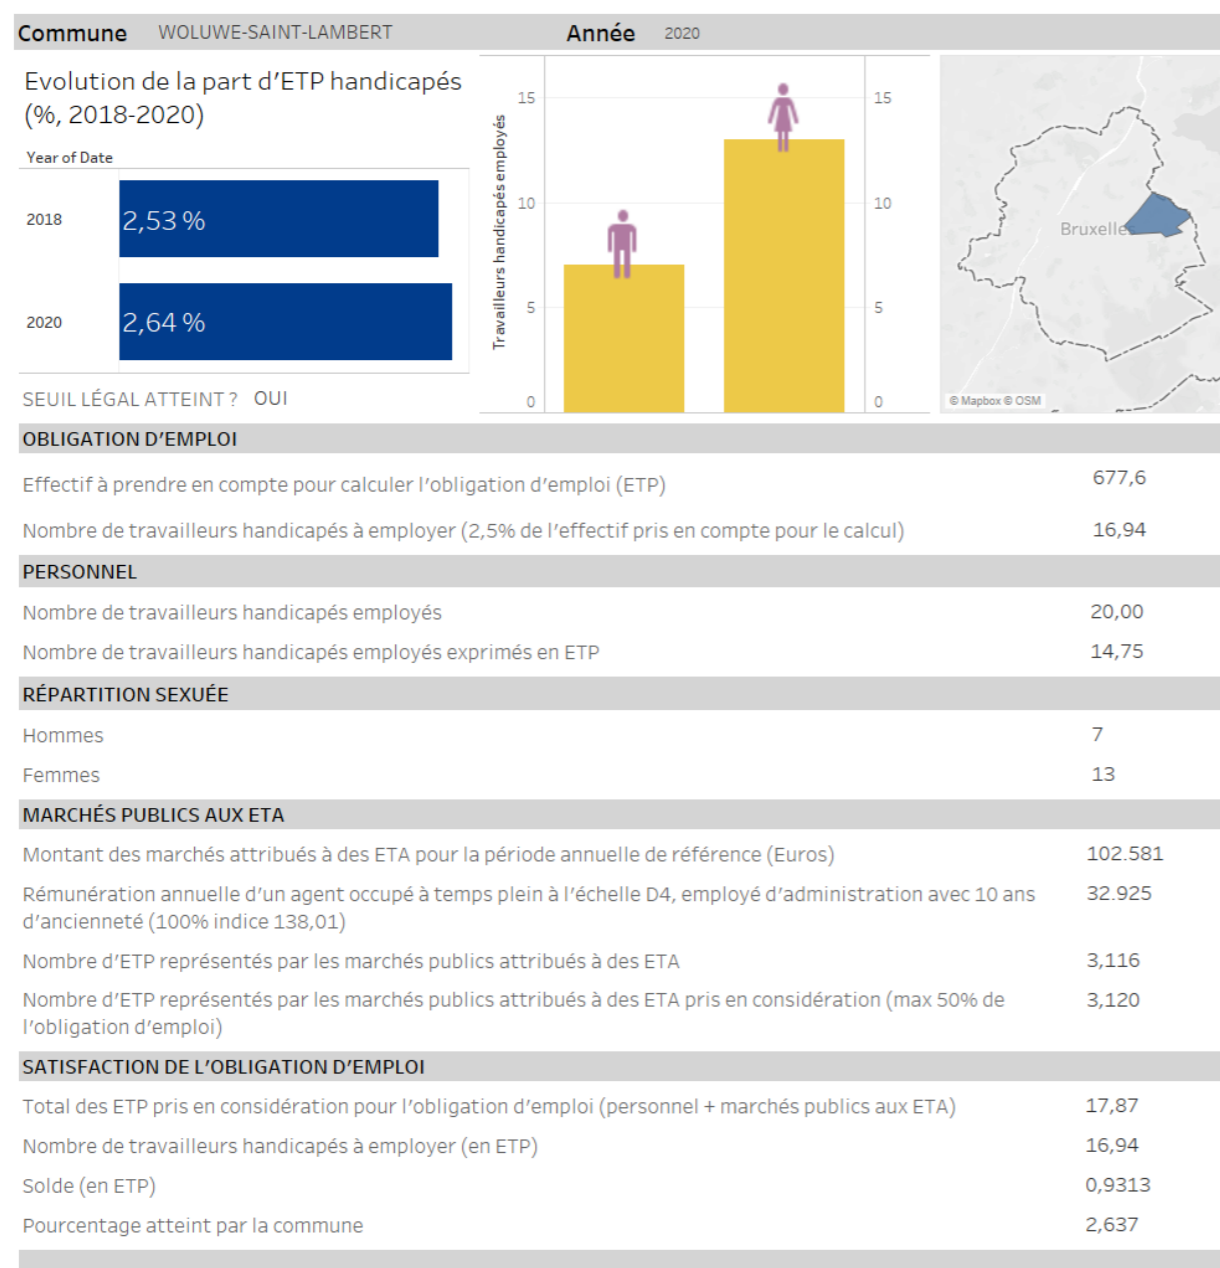 Commune WOLUWE-SAINT-LAMBERT Année 2020
Evolution de la part d'ETP handicapés
(%, 2018-2020)
Year of Date
2018 2,53 %
2020 2,64 %
SEUIL LÉGAL ATTEINT ? OUI
Travailleurs handicapés employés
15 15
10 10
5 5
0 0
Bruxelle
© Mapbox © OSM
OBLIGATION D'EMPLOI
Effectif à prendre en compte pour calculer l'obligation d'emploi (ETP) 677,6
Nombre de travailleurs handicapés à employer (2,5% de l'effectif pris en compte pour le calcul) 16,94
PERSONNEL
Nombre de travailleurs handicapés employés 20,00
Nombre de travailleurs handicapés employés exprimés en ETP 14,75
RÉPARTITION SEXUÉE
Hommes 7
Femmes 13
MARCHÉS PUBLICS AUX ETA
Montant des marchés attribués à des ETA pour la période annuelle de référence (Euros) 102.581
Rémunération annuelle d'un agent occupé à temps plein à l'échelle D4, employé d'administration avec 10 ans 32.925
d'ancienneté (100% indice 138,01)
Nombre d'ETP représentés par les marchés publics attribués à des ETA 3,116
Nombre d'ETP représentés par les marchés publics attribués à des ETA pris en considération (max 50% de 3,120
l'obligation d'emploi)
SATISFACTION DE L'OBLIGATION D'EMPLOI
Total des ETP pris en considération pour l'obligation d'emploi (personnel + marchés publics aux ETA) 17,87
Nombre de travailleurs handicapés à employer (en ETP) 16,94
Solde (en ETP) 0,9313
Pourcentage atteint par la commune 2,637